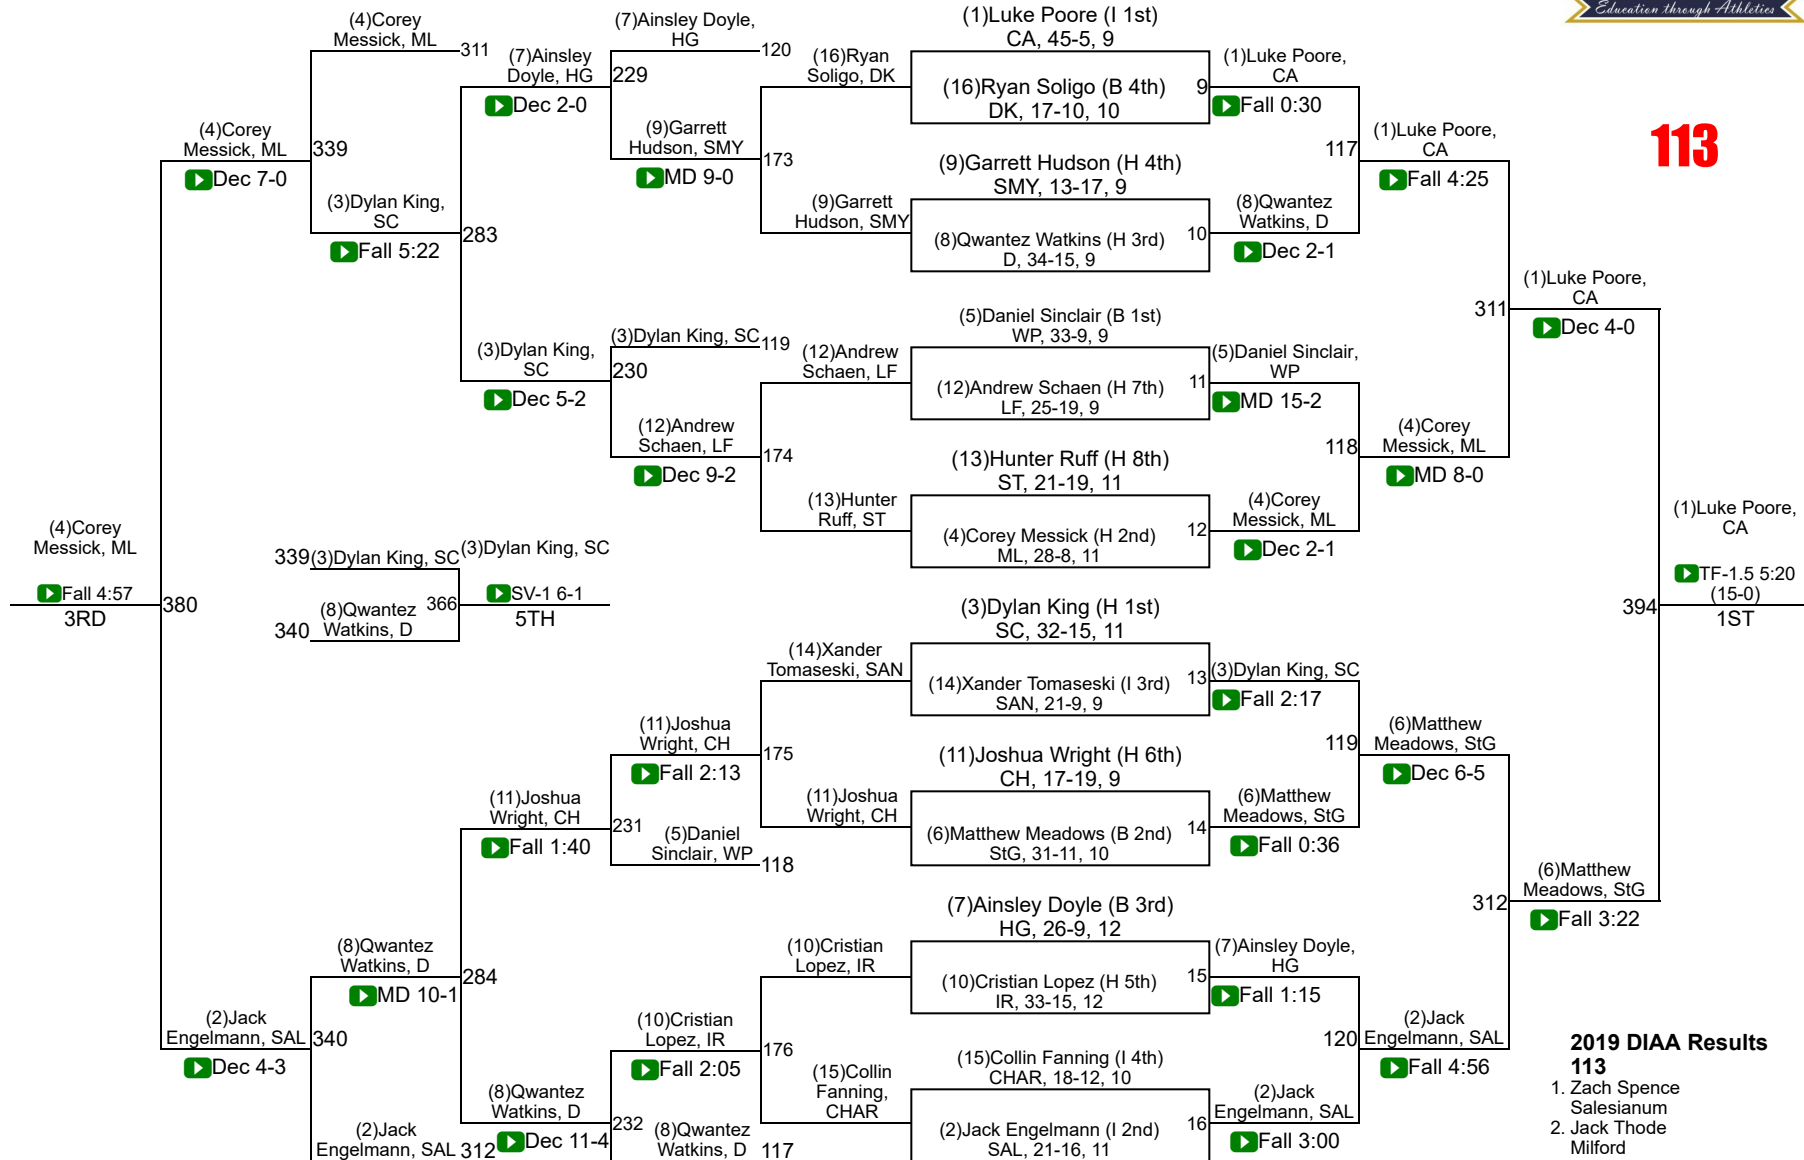 Education through Athletics
113
(4)Corey
Messick, ML
311
(7)Ainsley
Doyle, HG
Dec 2-0
(7)Ainsley Doyle,
HG
120
229
(4)Corey
Messick, ML
Dec 7-0
339
(3)Dylan King,
SC
Fall 5:22
283
(9)Garrett
Hudson, SMY
MD 9-0
173
(16)Ryan
Soligo, DK
(9)Garrett
Hudson, SMY
(1)Luke Poore (I 1st)
CA, 45-5, 9
(16)Ryan Soligo (B 4th)
DK, 17-10, 10
9
(1)Luke Poore,
CA
Fall 0:30
(9)Garrett Hudson (H 4th)
SMY, 13-17, 9
(8)Qwantez Watkins (H 3rd)
D, 34-15, 9
10
(8)Qwantez
Watkins, D
Dec 2-1
117
(1)Luke Poore,
CA
Fall 4:25
(3)Dylan King,
SC
Dec 5-2
(3)Dylan King, SC
119
230
(12)Andrew
Schaen, LF
Dec 9-2
174
(12)Andrew
Schaen, LF
(13)Hunter
Ruff, ST
(5)Daniel Sinclair (B 1st)
WP, 33-9, 9
(12)Andrew Schaen (H 7th)
LF, 25-19, 9
11
(5)Daniel Sinclair,
WP
MD 15-2
(13)Hunter Ruff (H 8th)
ST, 21-19, 11
(4)Corey Messick (H 2nd)
ML, 28-8, 11
12
(4)Corey
Messick, ML
Dec 2-1
118
(4)Corey
Messick, ML
MD 8-0
311
(1)Luke Poore,
CA
Dec 4-0
(4)Corey
Messick, ML
Fall 4:57
3RD
380
339
(3)Dylan King, SC
340
(8)Qwantez
Watkins, D
366
(3)Dylan King, SC
SV-1 6-1
5TH
394
(1)Luke Poore,
CA
TF-1.5 5:20
(15-0)
1ST
(11)Joshua
Wright, CH
Fall 1:40
(11)Joshua
Wright, CH
Fall 2:13
175
231
(5)Daniel
Sinclair, WP
118
(14)Xander
Tomaseski, SAN
(11)Joshua
Wright, CH
(3)Dylan King (H 1st)
SC, 32-15, 11
(14)Xander Tomaseski (I 3rd)
SAN, 21-9, 9
13
(3)Dylan King, SC
Fall 2:17
(11)Joshua Wright (H 6th)
CH, 17-19, 9
(6)Matthew Meadows (B 2nd)
StG, 31-11, 10
14
(6)Matthew
Meadows, StG
Fall 0:36
119
(6)Matthew
Meadows, StG
Dec 6-5
312
(6)Matthew
Meadows, StG
Fall 3:22
(2)Jack
Engelmann, SAL
Dec 4-3
(8)Qwantez
Watkins, D
MD 10-1
284
340
(2)Jack
Engelmann, SAL
312
(8)Qwantez
Watkins, D
Dec 11-4
(10)Cristian
Lopez, IR
Fall 2:05
176
232
(8)Qwantez
Watkins, D
117
(10)Cristian
Lopez, IR
(15)Collin
Fanning,
CHAR
(7)Ainsley Doyle (B 3rd)
HG, 26-9, 12
(10)Cristian Lopez (H 5th)
IR, 33-15, 12
15
(7)Ainsley Doyle,
HG
Fall 1:15
(15)Collin Fanning (I 4th)
CHAR, 18-12, 10
(2)Jack Engelmann (I 2nd)
SAL, 21-16, 11
16
(2)Jack
Engelmann, SAL
Fall 3:00
120
(2)Jack
Engelmann, SAL
Fall 4:56
2019 DIAA Results
113
1. Zach Spence
Salesianum
2. Jack Thode
Milford